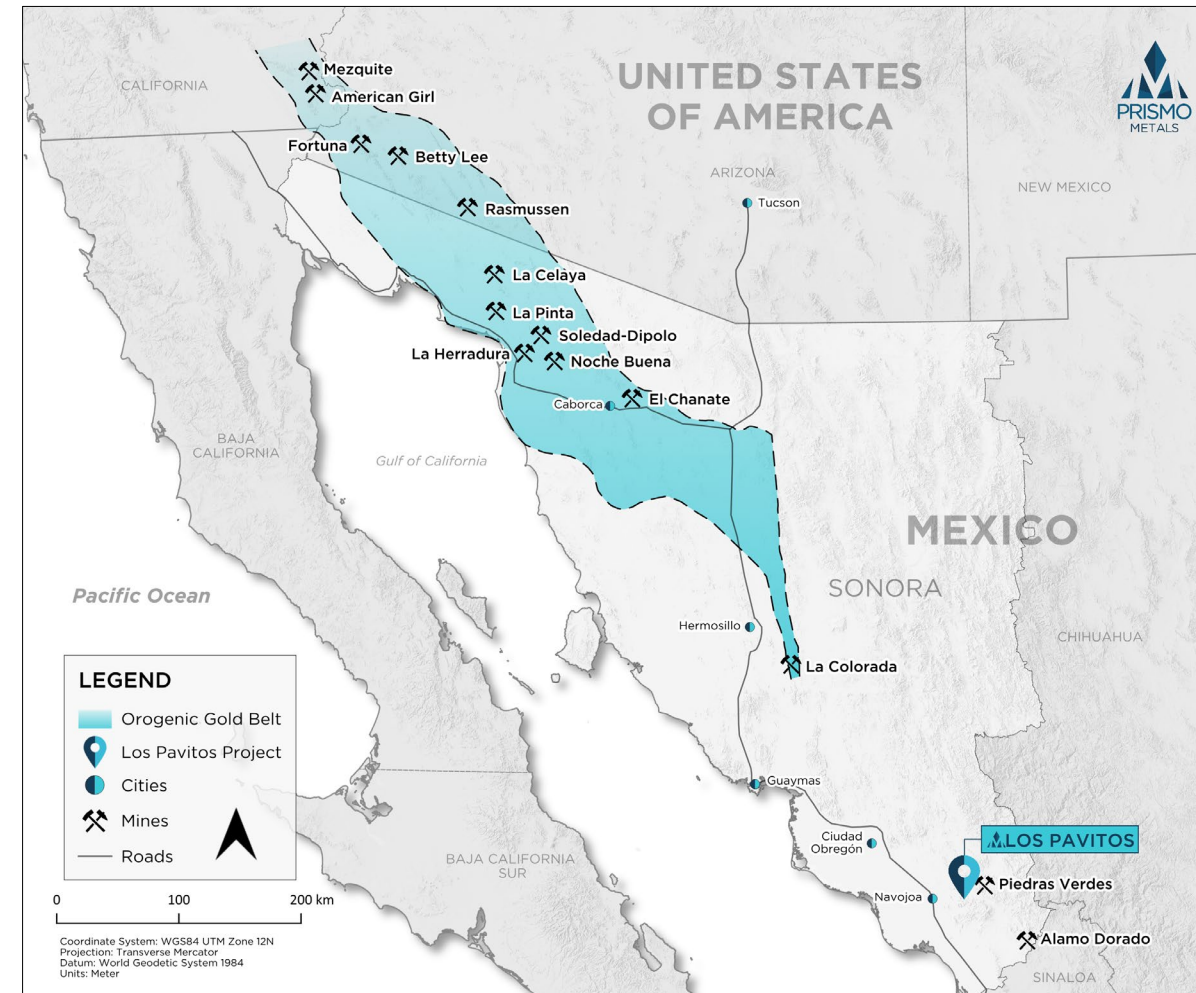 Mezquite
CALIFORNIA
American Girl
UNITED STATES
OF AMERICA
PRISMO
METALS
Fortuna
Betty Lee
ARIZONA
NEW MEXICO
Tucson
Rasmussen
La Celaya
La Pinta
Soledad-Dipolo
La Herradura
Noche Buena
El Chanate
Caborca
BAJA
CALIFORNIA
Gulf of California
MEXICO
SONORA
Pacific Ocean
Hermosillo
CHIHUAHUA
La Colorada
LEGEND
Orogenic Gold Belt
Los Pavitos Project
Cities
Mines
Roads
Guaymas
Ciudad
Obregón
LOS PAVITOS
BAJA CALIFORNIA
SUR
Piedras Verdes
Navojoa
0 100 200 km
Alamo Dorado
Coordinate System: WGS84 UTM Zone 12N
Projection: Transverse Mercator
Datum: World Geodetic System 1984
Units: Meter
SINALOA